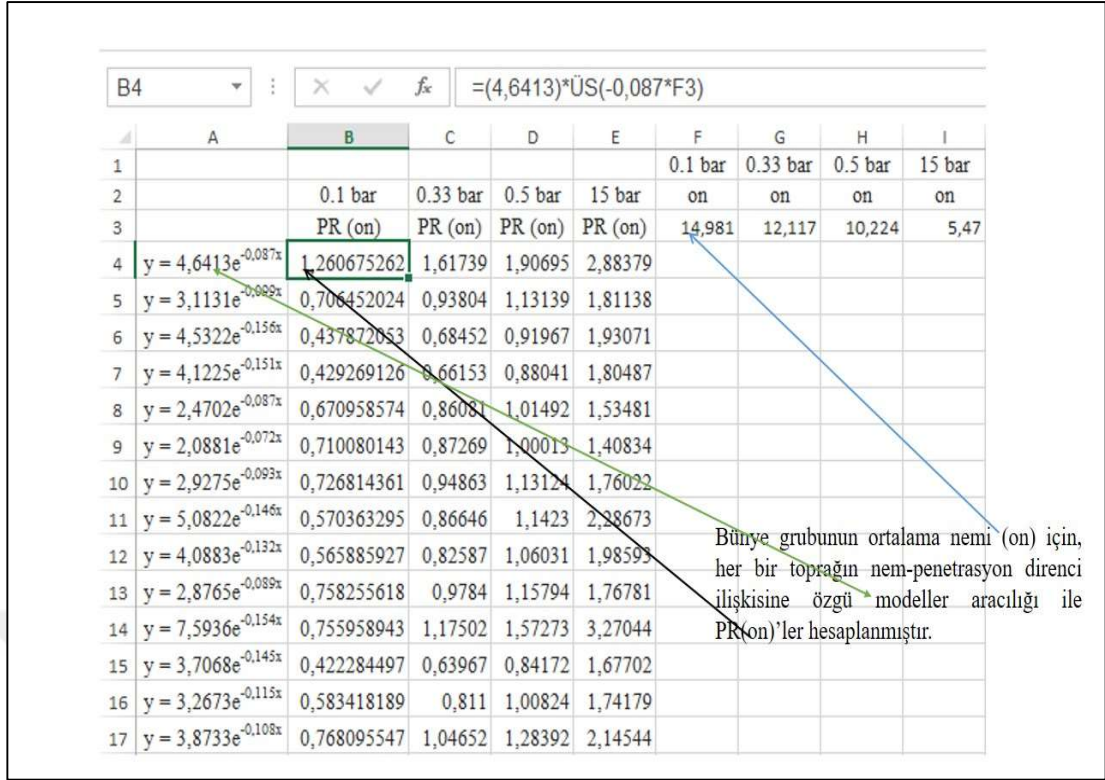 B4 fx =(4,6413)*ÜS(-0,087*F3)
A B C D E F G H I
1 0.1 bar 0.33 bar 0.5 bar 15 bar
2 0.1 bar 0.33 bar 0.5 bar 15 bar on on on on
3 PR (on) PR (on) PR (on) PR (on) 14,981 12,117 10,224 5,47
4 y = 4,6413e-0,087x 1,260675262 1,61739 1,90695 2,88379
5 y = 3,1131e-0,099x 0,706452024 0,93804 1,13139 1,81138
6 y = 4,5322e-0,156x 0,437872053 0,68452 0,91967 1,93071
7 y = 4,1225e-0,151x 0,429269126 0,66153 0,88041 1,80487
8 y = 2,4702e-0,087x 0,670958574 0,86081 1,01492 1,53481
9 y = 2,0881e-0,072x 0,710080143 0,87269 1,00013 1,40834
10 y = 2,9275e-0,093x 0,726814361 0,94863 1,13124 1,76022
11 y = 5,0822e-0,146x 0,570363295 0,86646 1,1423 2,28673
12 y = 4,0883e-0,132x 0,565885927 0,82587 1,06031 1,98593
13 y = 2,8765e-0,089x 0,758255618 0,9784 1,15794 1,76781
14 y = 7,5936e-0,154x 0,755958943 1,17502 1,57273 3,27044
15 y = 3,7068e-0,145x 0,422284497 0,63967 0,84172 1,67702
16 y = 3,2673e-0,115x 0,583418189 0,811 1,00824 1,74179
17 y = 3,8733e-0,108x 0,768095547 1,04652 1,28392 2,14544
Bünye grubunun ortalama nemi (on) için,
her bir toprağın nem-penetrasyon direnci
ilişkisine özgü modeller aracılığı ile
PR(on)'ler hesaplanmıştır.